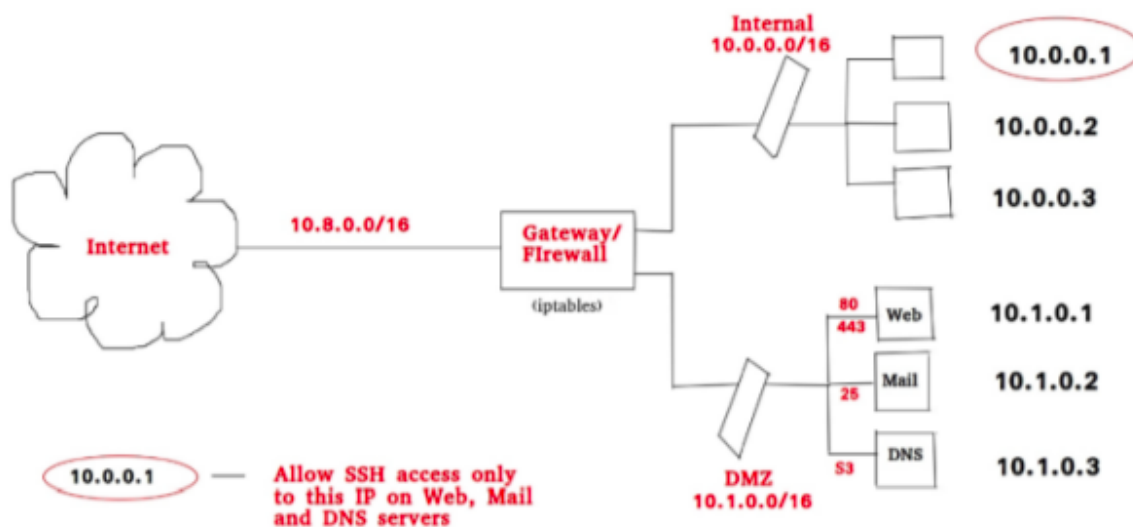 Internal
10.0.0.0/16
10.0.0.1
10.0.0.2
10.0.0.3
10.8.0.0/16
Internet
Gateway/
FIrewall
(iptables)
80
443
Web
10.1.0.1
25
Mail
10.1.0.2
S3
DNS
10.1.0.3
DMZ
10.1.0.0/16
10.0.0.1
Allow SSH access only
to this IP on Web, Mail
and DNS servers